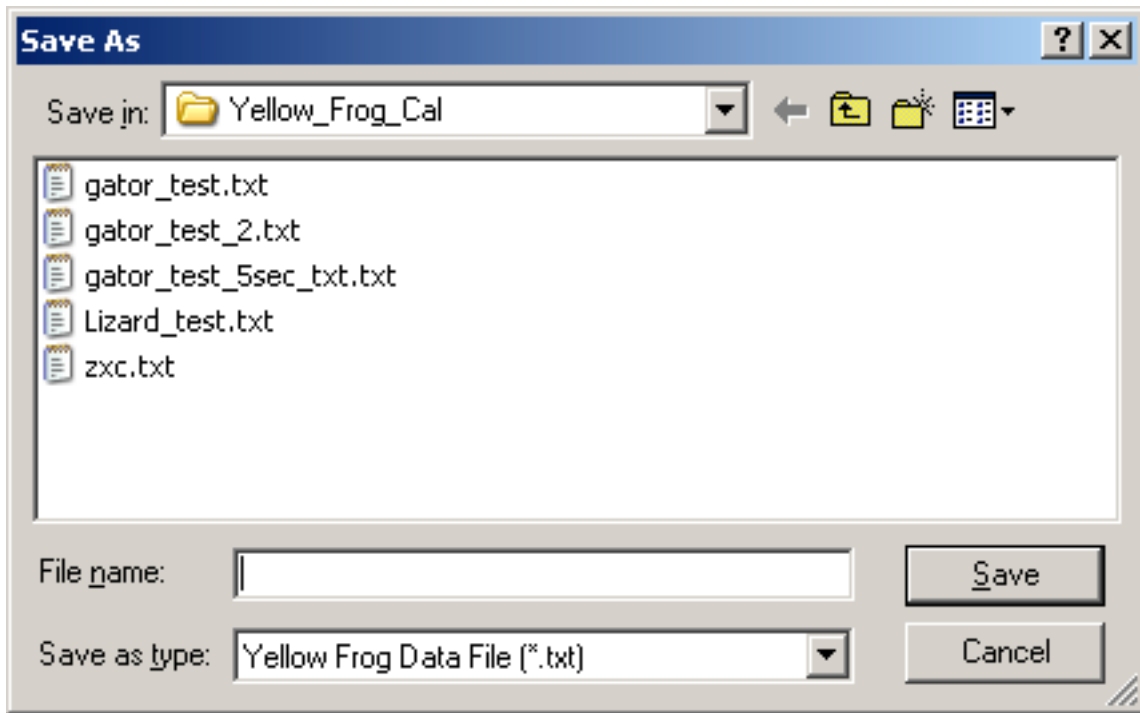 Save As
Save in: Yellow_Frog_Cal
gator_test.txt
gator_test_2.txt
gator_test_5sec_txt.txt
Lizard_test.txt
zxc.txt
File name:
Save
Save as type: Yellow Frog Data File (*.txt)
Cancel